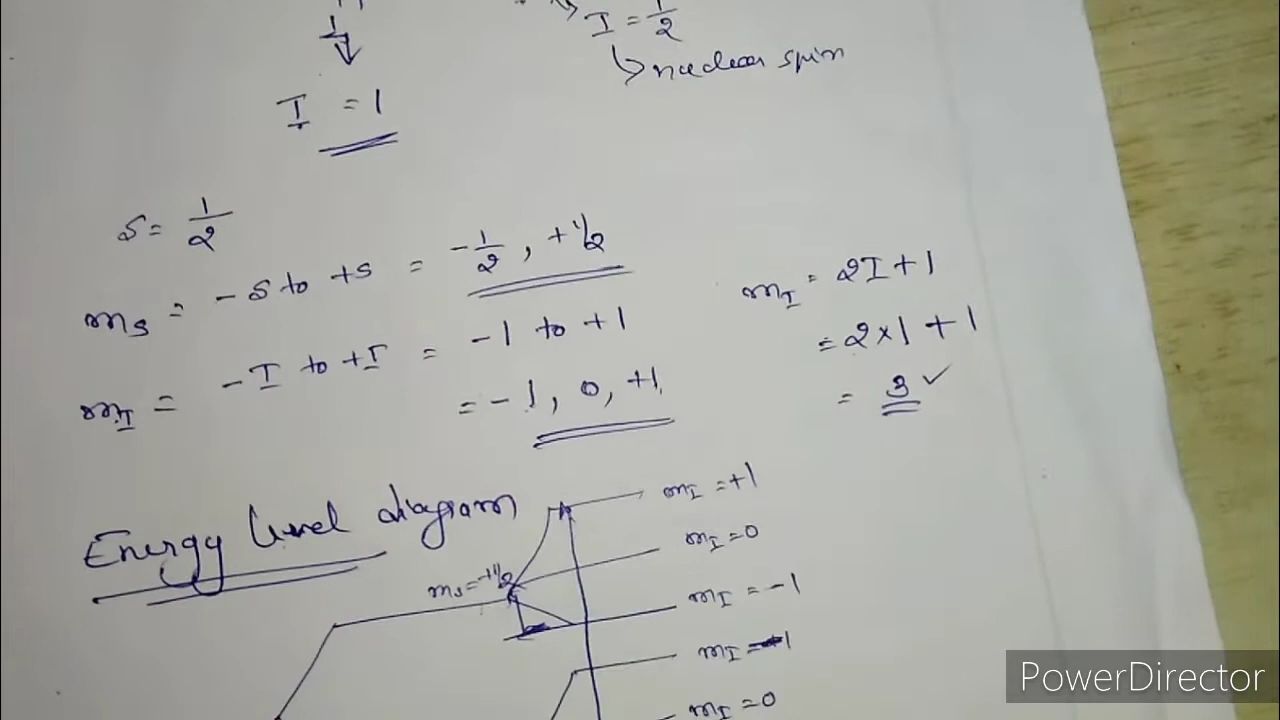 I = 1/2
↳ nuclear spin
I = 1
S = 1/2
ms = -s to +s = -1/2, +1/2
mI = -I to +I = -1 to +1
= -1, 0, +1
mI = 2I + 1
= 2×1 + 1
= 3 ✓
Energy level diagram
mI = +1
mI = 0
ms = +1/2
mI = -1
mI = -1
mI = 0
PowerDirector